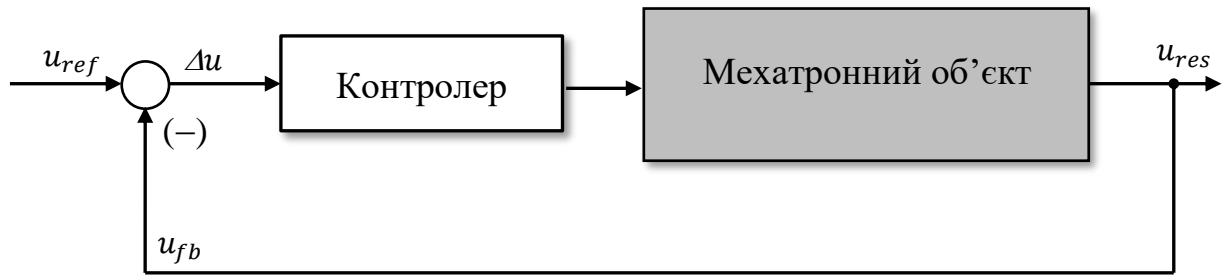 u_ref
Δu
Контролер
Мехатронний об’єкт
u_res
(–)
u_fb